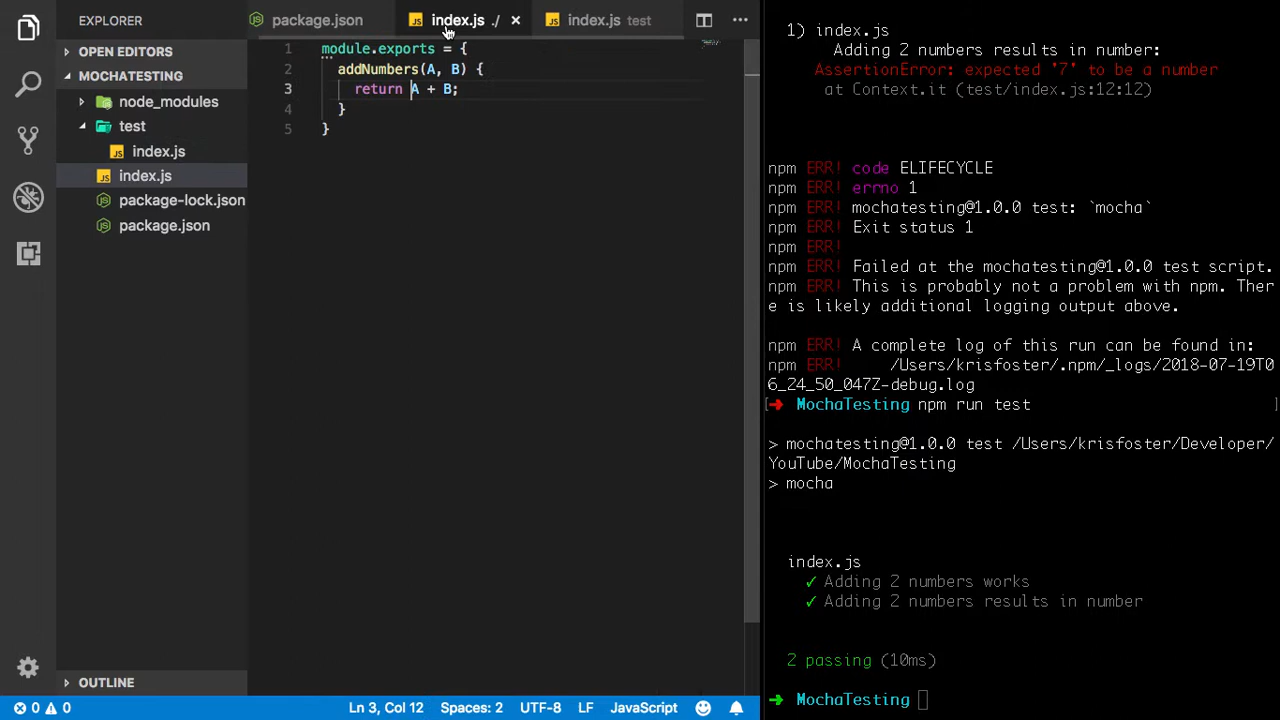 EXPLORER
OPEN EDITORS
MOCHATESTING
node_modules
test
index.js
index.js
package-lock.json
package.json
OUTLINE
package.json
index.js ./
index.js test
1 module.exports = {
2 addNumbers(A, B) {
3 return A + B;
4 }
5 }
0 0
Ln 3, Col 12
Spaces: 2
UTF-8
LF
JavaScript
1) index.js
Adding 2 numbers results in number:
AssertionError: expected '7' to be a number
at Context.it (test/index.js:12:12)
npm ERR! code ELIFECYCLE
npm ERR! errno 1
npm ERR! mochatesting@1.0.0 test: `mocha`
npm ERR! Exit status 1
npm ERR!
npm ERR! Failed at the mochatesting@1.0.0 test script.
npm ERR! This is probably not a problem with npm. Ther
e is likely additional logging output above.
npm ERR! A complete log of this run can be found in:
npm ERR! /Users/krisfoster/.npm/_logs/2018-07-19T0
6_24_50_047Z-debug.log
[➜ MochaTesting npm run test ]
> mochatesting@1.0.0 test /Users/krisfoster/Developer/
YouTube/MochaTesting
> mocha
index.js
✓ Adding 2 numbers works
✓ Adding 2 numbers results in number
2 passing (10ms)
➜ MochaTesting